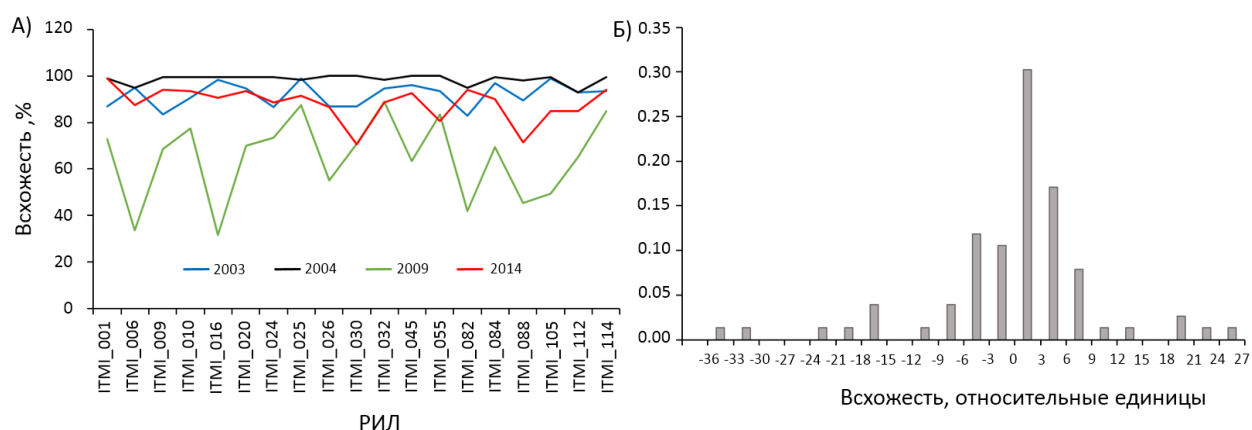 А)
Всхожесть ,%
120
100
80
60
40
20
0
2003 2004 2009 2014
ITMI_001 ITMI_006 ITMI_009 ITMI_010 ITMI_016 ITMI_020 ITMI_024 ITMI_025 ITMI_026 ITMI_030 ITMI_032 ITMI_045 ITMI_055 ITMI_082 ITMI_084 ITMI_088 ITMI_105 ITMI_112 ITMI_114
РИЛ
Б)
0.35
0.30
0.25
0.20
0.15
0.10
0.05
0.00
-36 -33 -30 -27 -24 -21 -18 -15 -12 -9 -6 -3 0 3 6 9 12 15 18 21 24 27
Всхожесть, относительные единицы